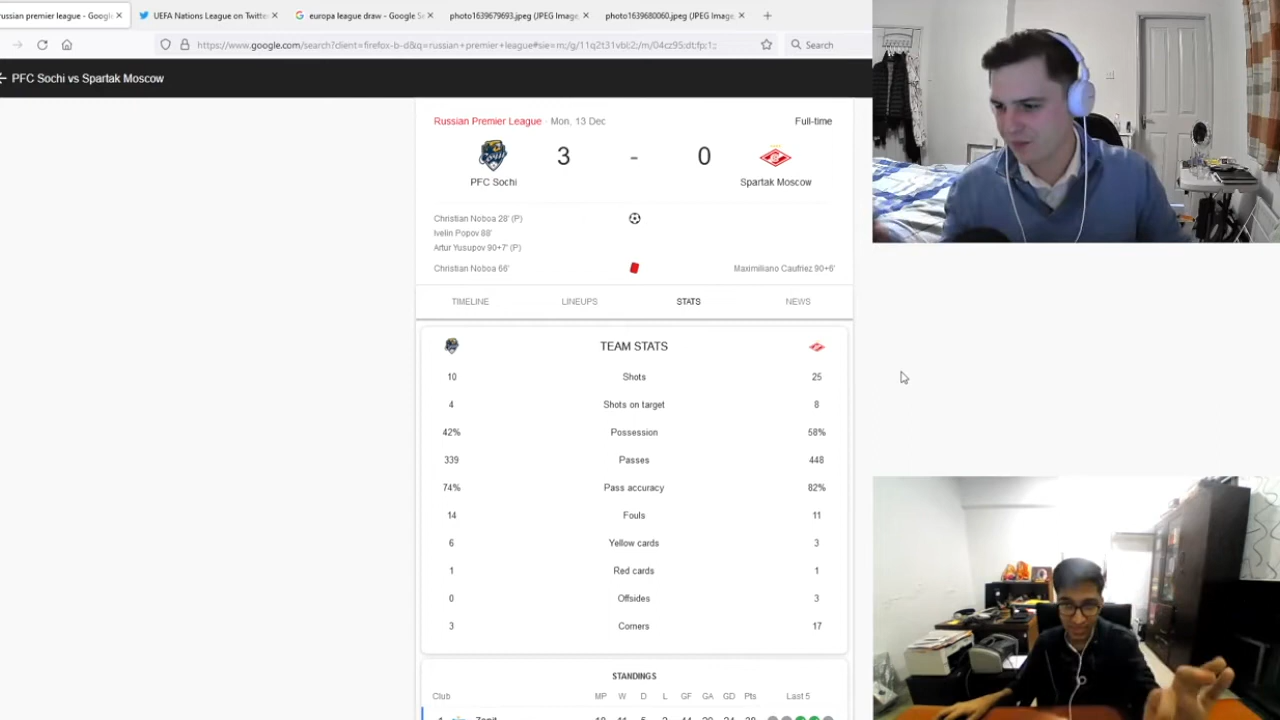 russian premier league - Google
UEFA Nations League on Twitte
europa league draw - Google S
photo1639679693.jpeg (JPEG Image,
photo1639680060.jpeg (JPEG Image,
Search
PFC Sochi vs Spartak Moscow
Russian Premier League · Mon, 13 Dec Full-time
3 - 0
PFC Sochi Spartak Moscow
Christian Noboa 28' (P)
Ivelin Popov 88'
Artur Yusupov 90+7' (P)
Christian Noboa 66' Maximiliano Caufriez 90+6'
TIMELINE LINEUPS STATS NEWS
TEAM STATS
10 Shots 25
4 Shots on target 8
42% Possession 58%
339 Passes 448
74% Pass accuracy 82%
14 Fouls 11
6 Yellow cards 3
1 Red cards 1
0 Offsides 3
3 Corners 17
STANDINGS
Club MP W D L GF GA GD Pts Last 5
Zenit